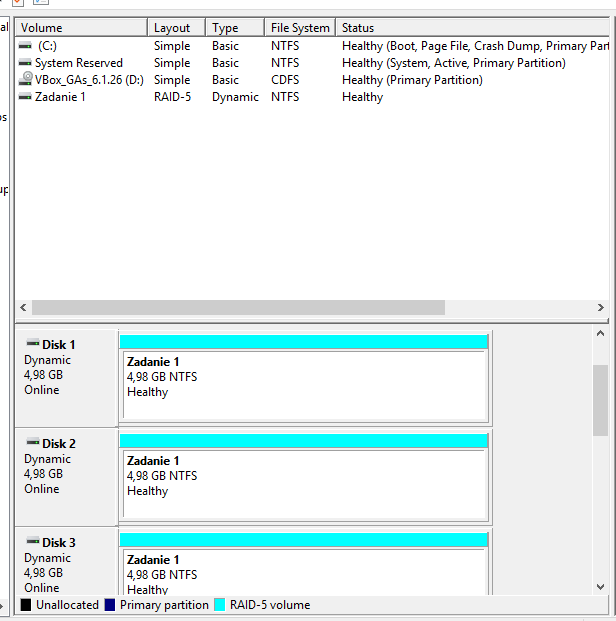 Volume Layout Type File System Status
(C:) Simple Basic NTFS Healthy (Boot, Page File, Crash Dump, Primary Part
System Reserved Simple Basic NTFS Healthy (System, Active, Primary Partition)
VBox_GAs_6.1.26 (D:) Simple Basic CDFS Healthy (Primary Partition)
Zadanie 1 RAID-5 Dynamic NTFS Healthy
Disk 1
Dynamic
4,98 GB
Online
Zadanie 1
4,98 GB NTFS
Healthy
Disk 2
Dynamic
4,98 GB
Online
Zadanie 1
4,98 GB NTFS
Healthy
Disk 3
Dynamic
4,98 GB
Online
Zadanie 1
4,98 GB NTFS
Healthy
Unallocated Primary partition RAID-5 volume